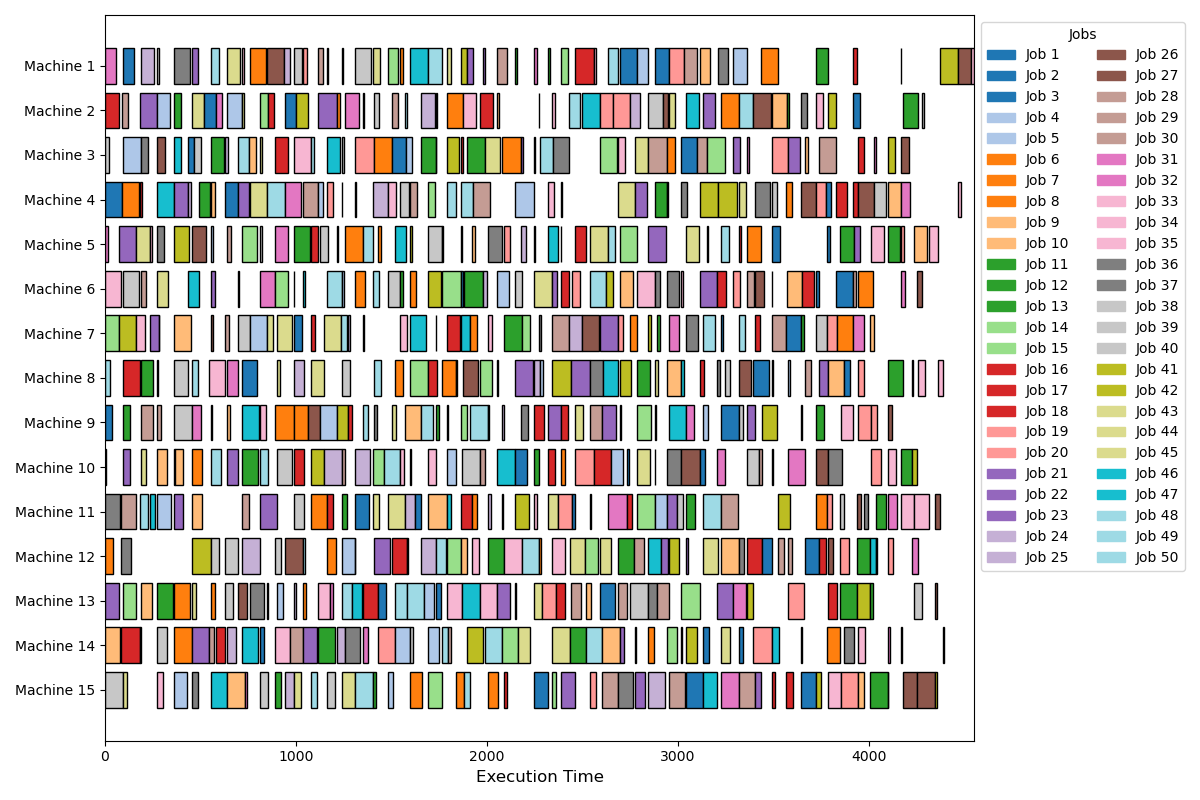 Machine 1
Machine 2
Machine 3
Machine 4
Machine 5
Machine 6
Machine 7
Machine 8
Machine 9
Machine 10
Machine 11
Machine 12
Machine 13
Machine 14
Machine 15
0 1000 2000 3000 4000
Execution Time
Jobs
Job 1 Job 26
Job 2 Job 27
Job 3 Job 28
Job 4 Job 29
Job 5 Job 30
Job 6 Job 31
Job 7 Job 32
Job 8 Job 33
Job 9 Job 34
Job 10 Job 35
Job 11 Job 36
Job 12 Job 37
Job 13 Job 38
Job 14 Job 39
Job 15 Job 40
Job 16 Job 41
Job 17 Job 42
Job 18 Job 43
Job 19 Job 44
Job 20 Job 45
Job 21 Job 46
Job 22 Job 47
Job 23 Job 48
Job 24 Job 49
Job 25 Job 50